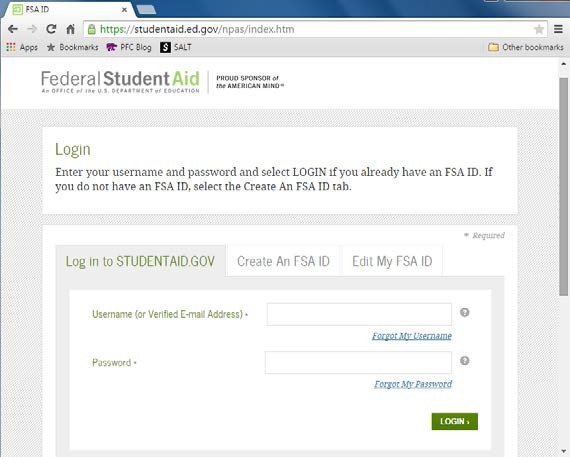 FSA ID
https://studentaid.ed.gov/npas/index.htm
Apps Bookmarks PFC Blog $ SALT Other bookmarks
Federal Student Aid PROUD SPONSOR of
the AMERICAN MIND®
An OFFICE of the U.S. DEPARTMENT of EDUCATION
Login
Enter your username and password and select LOGIN if you already have an FSA ID. If
you do not have an FSA ID, select the Create An FSA ID tab.
* Required
Log in to STUDENTAID.GOV Create An FSA ID Edit My FSA ID
Username (or Verified E-mail Address) * ?
Forgot My Username
Password * ?
Forgot My Password
LOGIN ›